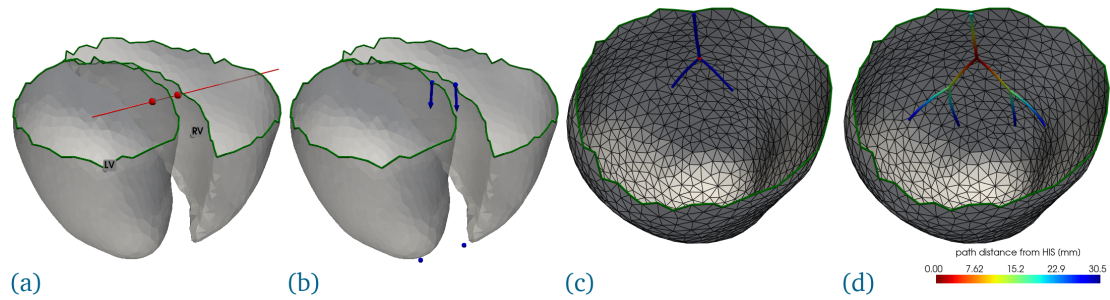 LV
RV
(a)
(b)
(c)
(d)
path distance from HIS (mm)
0.00 7.62 15.2 22.9 30.5